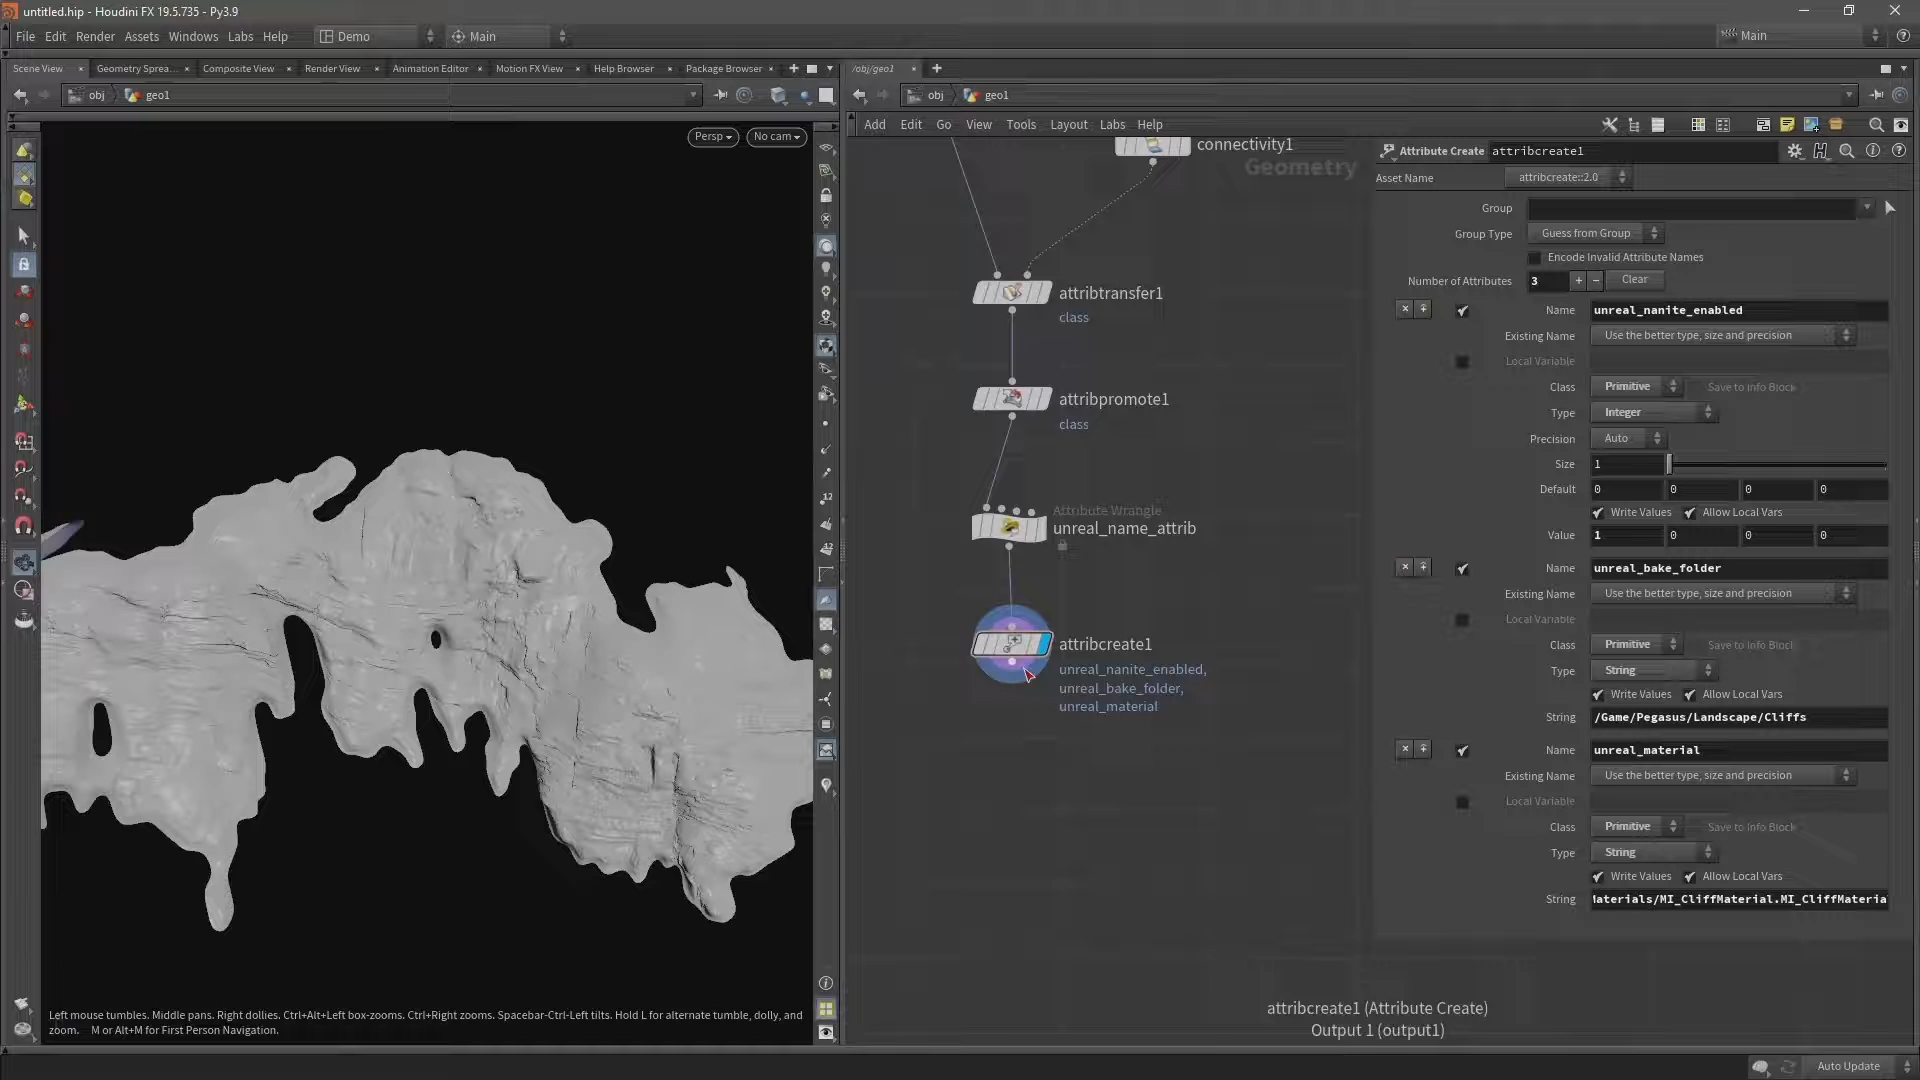 untitled.hip - Houdini FX 19.5.735 - Py3.9
File Edit Render Assets Windows Labs Help Demo Main Main
Scene View Geometry Sprea... Composite View Render View Animation Editor Motion FX View Help Browser Package Browser
/obj/geo1
obj geo1
obj geo1
Add Edit Go View Tools Layout Labs Help
Persp No cam
connectivity1
Geometry
attribtransfer1
class
attribpromote1
class
Attribute Wrangle
unreal_name_attrib
attribcreate1
unreal_nanite_enabled,
unreal_bake_folder,
unreal_material
Attribute Create attribcreate1
Asset Name attribcreate::2.0
Group
Group Type Guess from Group
Encode Invalid Attribute Names
Number of Attributes 3 + - Clear
Name unreal_nanite_enabled
Existing Name Use the better type, size and precision
Local Variable
Class Primitive Save to Info Block
Type Integer
Precision Auto
Size 1
Default 0 0 0 0
Write Values Allow Local Vars
Value 1 0 0 0
Name unreal_bake_folder
Existing Name Use the better type, size and precision
Local Variable
Class Primitive Save to Info Block
Type String
Write Values Allow Local Vars
String /Game/Pegasus/Landscape/Cliffs
Name unreal_material
Existing Name Use the better type, size and precision
Local Variable
Class Primitive Save to Info Block
Type String
Write Values Allow Local Vars
String Materials/MI_CliffMaterial.MI_CliffMateria
12
12
Left mouse tumbles. Middle pans. Right dollies. Ctrl+Alt+Left box-zooms. Ctrl+Right zooms. Spacebar-Ctrl-Left tilts. Hold L for alternate tumble, dolly, and
zoom. M or Alt+M for First Person Navigation.
attribcreate1 (Attribute Create)
Output 1 (output1)
Auto Update